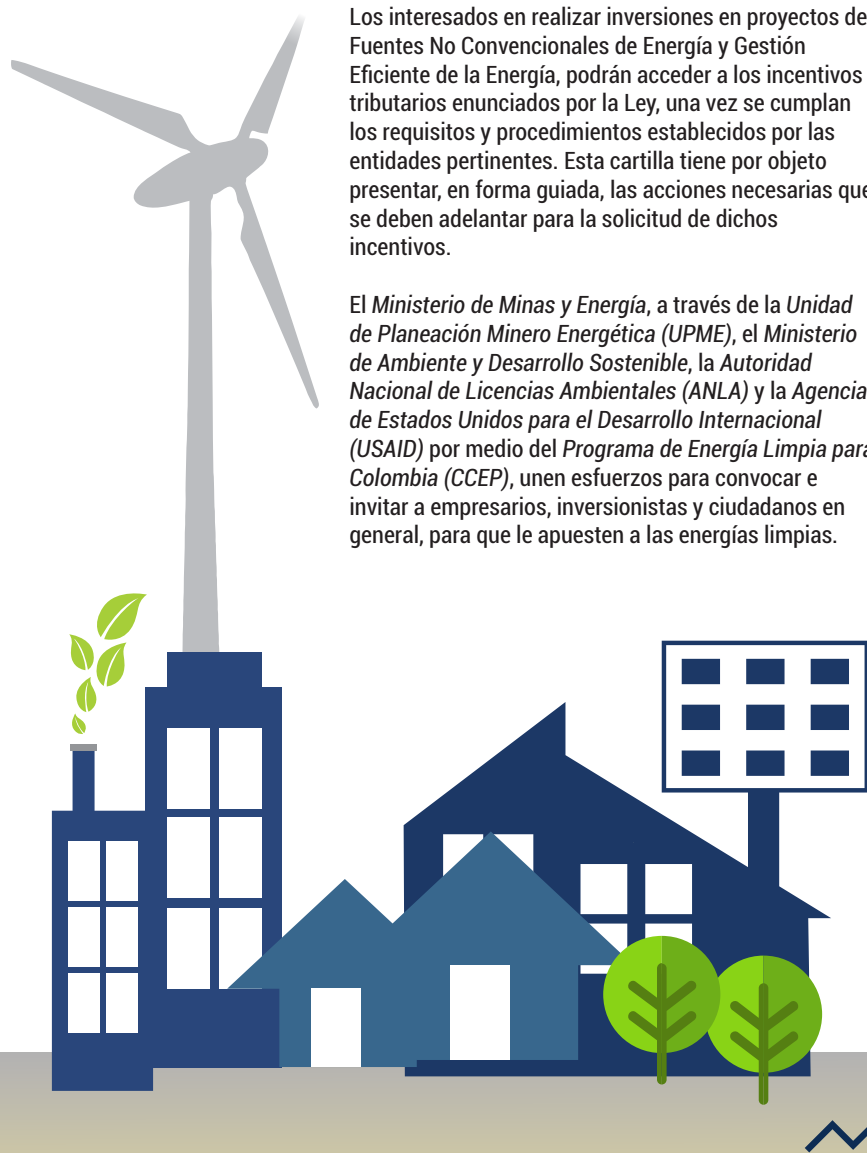 Los interesados en realizar inversiones en proyectos de
Fuentes No Convencionales de Energía y Gestión
Eficiente de la Energía, podrán acceder a los incentivos
tributarios enunciados por la Ley, una vez se cumplan
los requisitos y procedimientos establecidos por las
entidades pertinentes. Esta cartilla tiene por objeto
presentar, en forma guiada, las acciones necesarias que
se deben adelantar para la solicitud de dichos
incentivos.
El Ministerio de Minas y Energía, a través de la Unidad
de Planeación Minero Energética (UPME), el Ministerio
de Ambiente y Desarrollo Sostenible, la Autoridad
Nacional de Licencias Ambientales (ANLA) y la Agencia
de Estados Unidos para el Desarrollo Internacional
(USAID) por medio del Programa de Energía Limpia para
Colombia (CCEP), unen esfuerzos para convocar e
invitar a empresarios, inversionistas y ciudadanos en
general, para que le apuesten a las energías limpias.